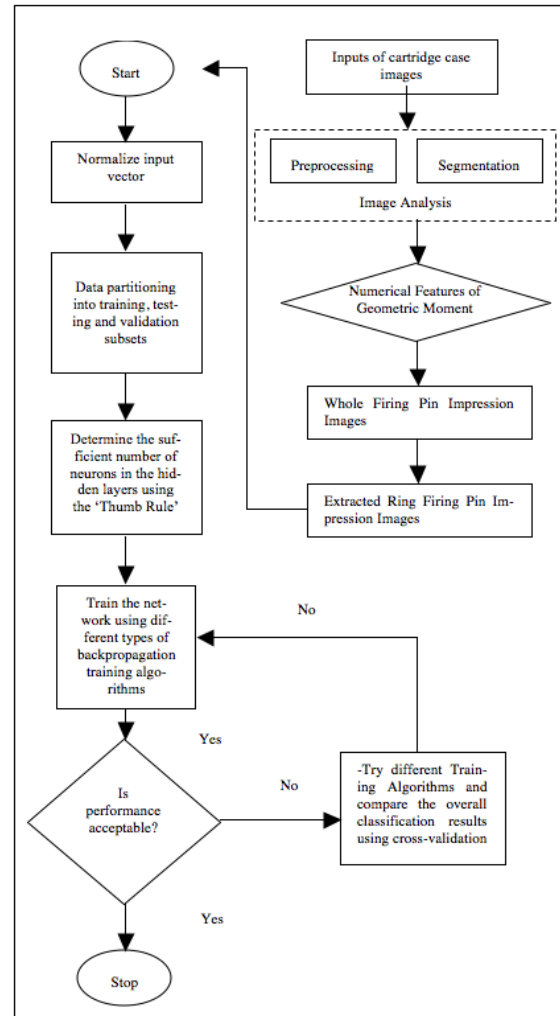 Start
Normalize input
vector
Data partitioning
into training, test-
ing and validation
subsets
Determine the suf-
ficient number of
neurons in the hid-
den layers using
the 'Thumb Rule'
Train the net-
work using dif-
ferent types of
backpropagation
training algo-
rithms
Yes
Is
performance
acceptable?
No
Yes
Stop
Inputs of cartridge case
images
Preprocessing
Segmentation
Image Analysis
Numerical Features of
Geometric Moment
Whole Firing Pin Impression
Images
Extracted Ring Firing Pin Im-
pression Images
No
-Try different Train-
ing Algorithms and
compare the overall
classification results
using cross-validation